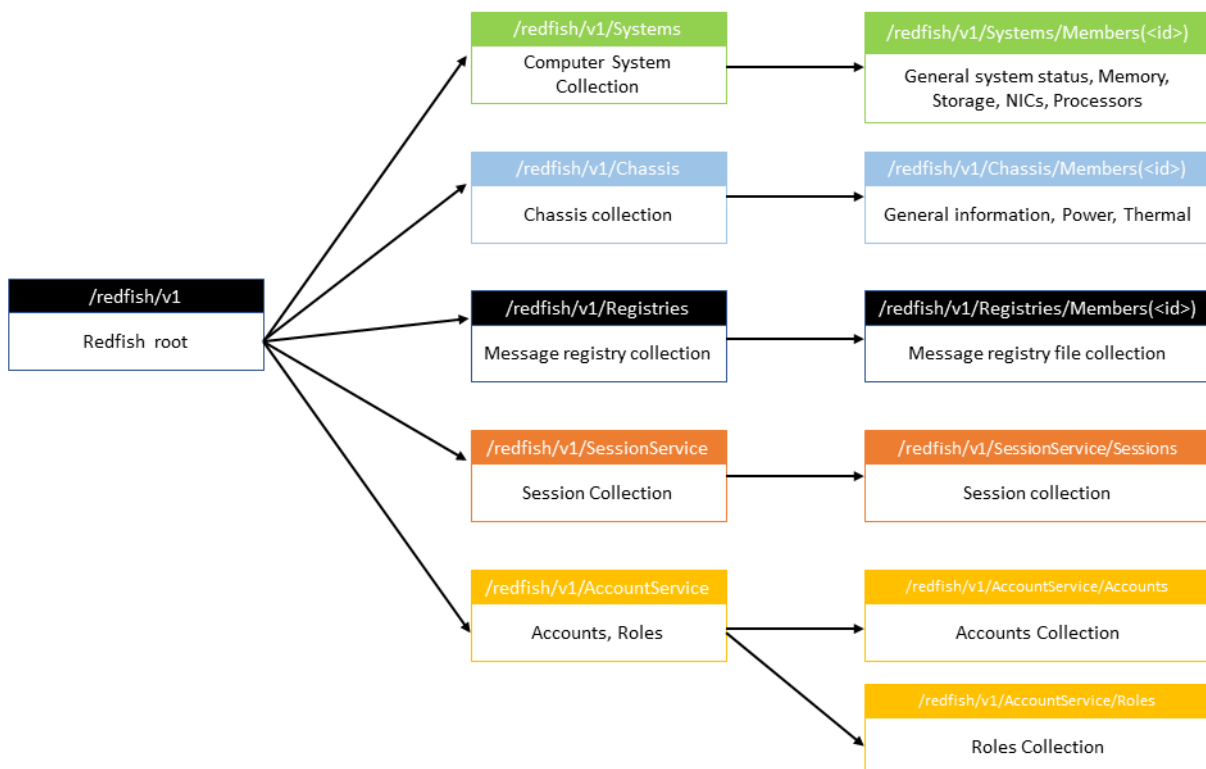 /redfish/v1/Systems
Computer System
Collection
/redfish/v1/Systems/Members(<id>)
General system status, Memory,
Storage, NICs, Processors
/redfish/v1/Chassis
Chassis collection
/redfish/v1/Chassis/Members(<id>)
General information, Power, Thermal
/redfish/v1
Redfish root
/redfish/v1/Registries
Message registry collection
/redfish/v1/Registries/Members(<id>)
Message registry file collection
/redfish/v1/SessionService
Session Collection
/redfish/v1/SessionService/Sessions
Session collection
/redfish/v1/AccountService
Accounts, Roles
/redfish/v1/AccountService/Accounts
Accounts Collection
/redfish/v1/AccountService/Roles
Roles Collection